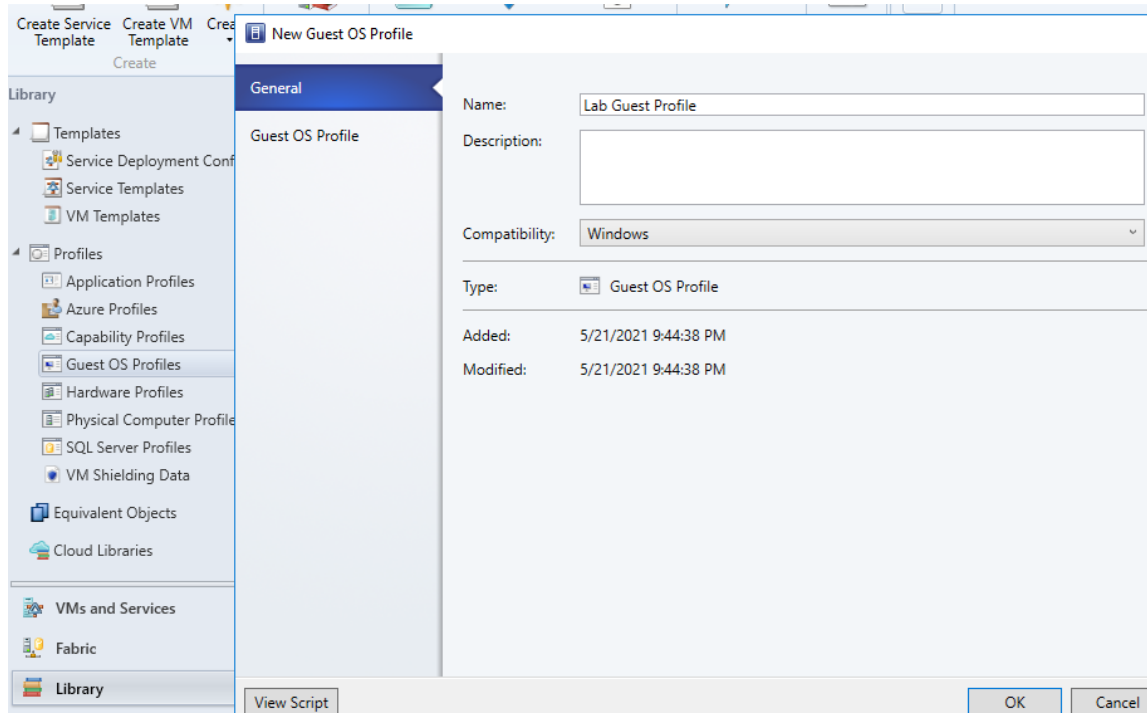 Create Service Create VM Crea
Template Template
Create
Library
Templates
Service Deployment Conf
Service Templates
VM Templates
Profiles
Application Profiles
Azure Profiles
Capability Profiles
Guest OS Profiles
Hardware Profiles
Physical Computer Profile
SQL Server Profiles
VM Shielding Data
Equivalent Objects
Cloud Libraries
VMs and Services
Fabric
Library
New Guest OS Profile
General
Guest OS Profile
Name: Lab Guest Profile
Description:
Compatibility: Windows
Type: Guest OS Profile
Added: 5/21/2021 9:44:38 PM
Modified: 5/21/2021 9:44:38 PM
View Script OK Cancel